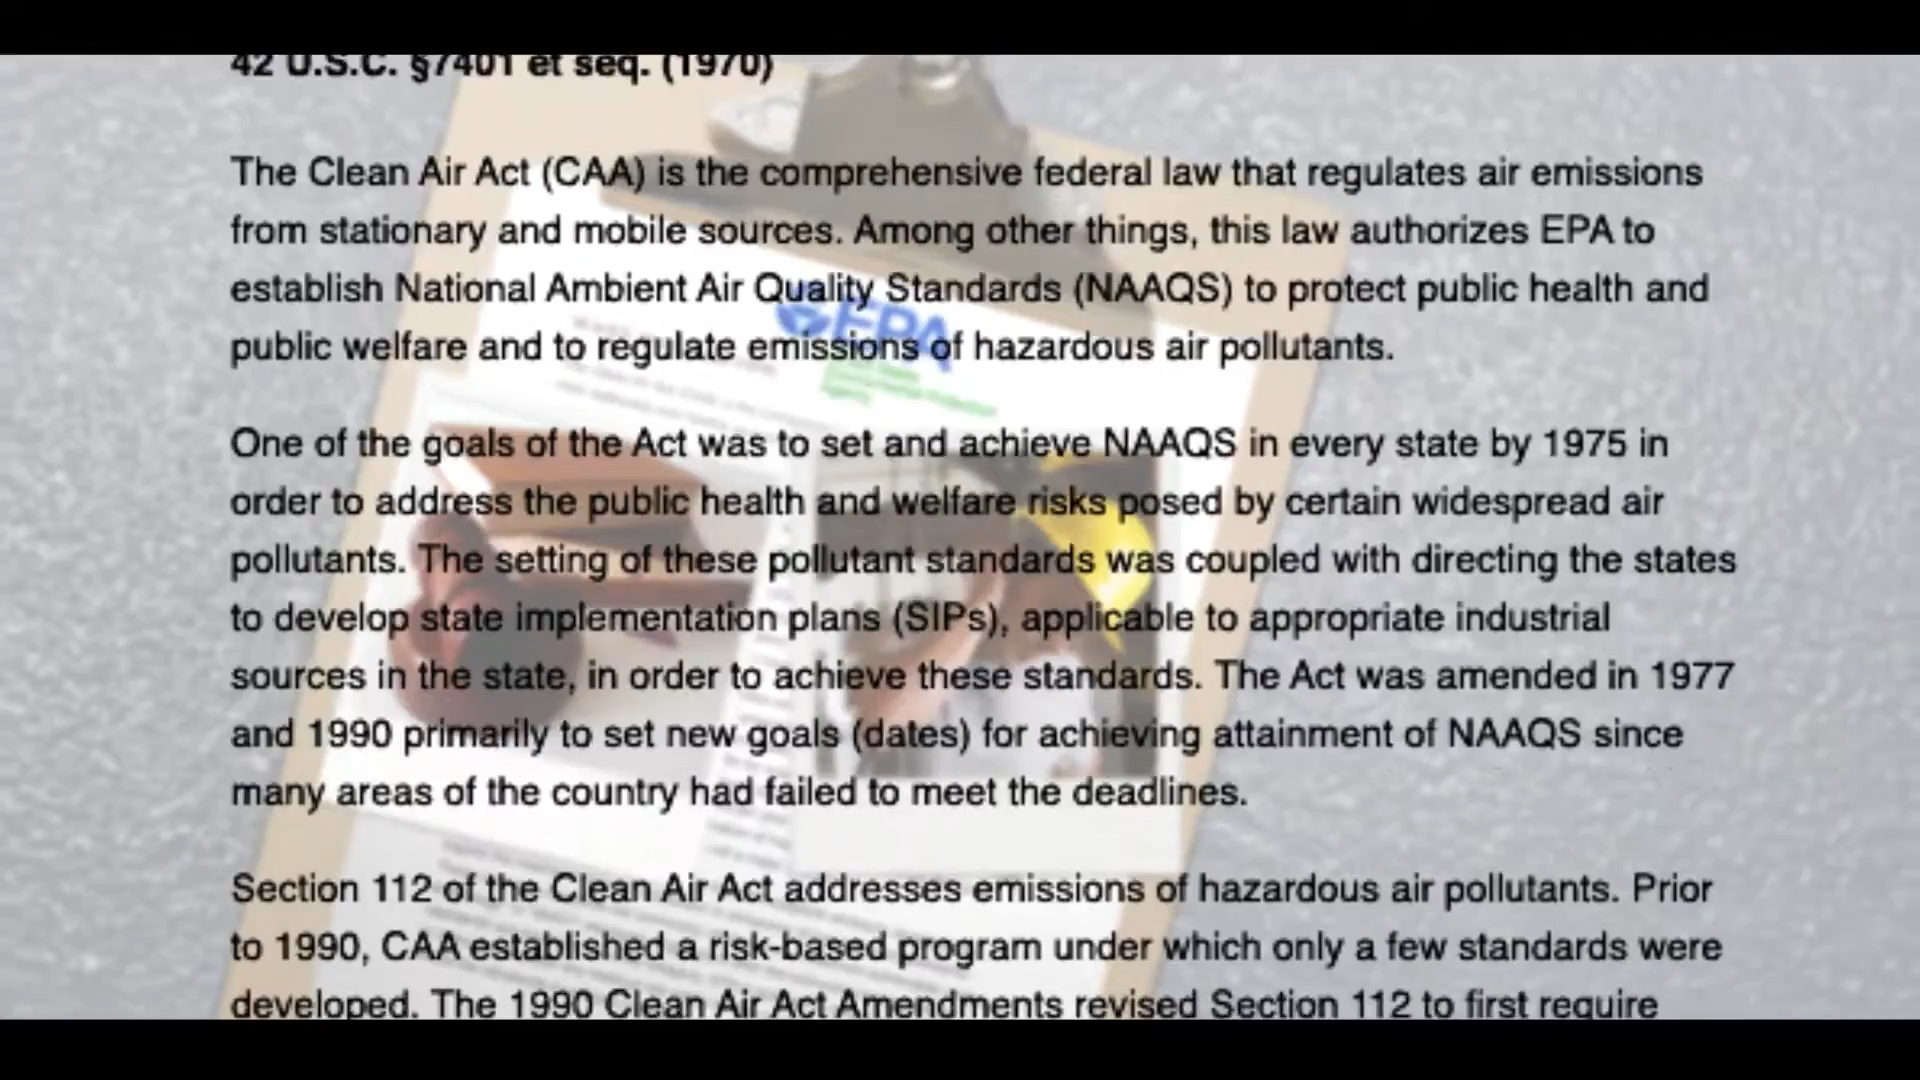 42 U.S.C. §7401 et seq. (1970)
The Clean Air Act (CAA) is the comprehensive federal law that regulates air emissions
from stationary and mobile sources. Among other things, this law authorizes EPA to
establish National Ambient Air Quality Standards (NAAQS) to protect public health and
public welfare and to regulate emissions of hazardous air pollutants.
One of the goals of the Act was to set and achieve NAAQS in every state by 1975 in
order to address the public health and welfare risks posed by certain widespread air
pollutants. The setting of these pollutant standards was coupled with directing the states
to develop state implementation plans (SIPs), applicable to appropriate industrial
sources in the state, in order to achieve these standards. The Act was amended in 1977
and 1990 primarily to set new goals (dates) for achieving attainment of NAAQS since
many areas of the country had failed to meet the deadlines.
Section 112 of the Clean Air Act addresses emissions of hazardous air pollutants. Prior
to 1990, CAA established a risk-based program under which only a few standards were
developed. The 1990 Clean Air Act Amendments revised Section 112 to first require
EPA